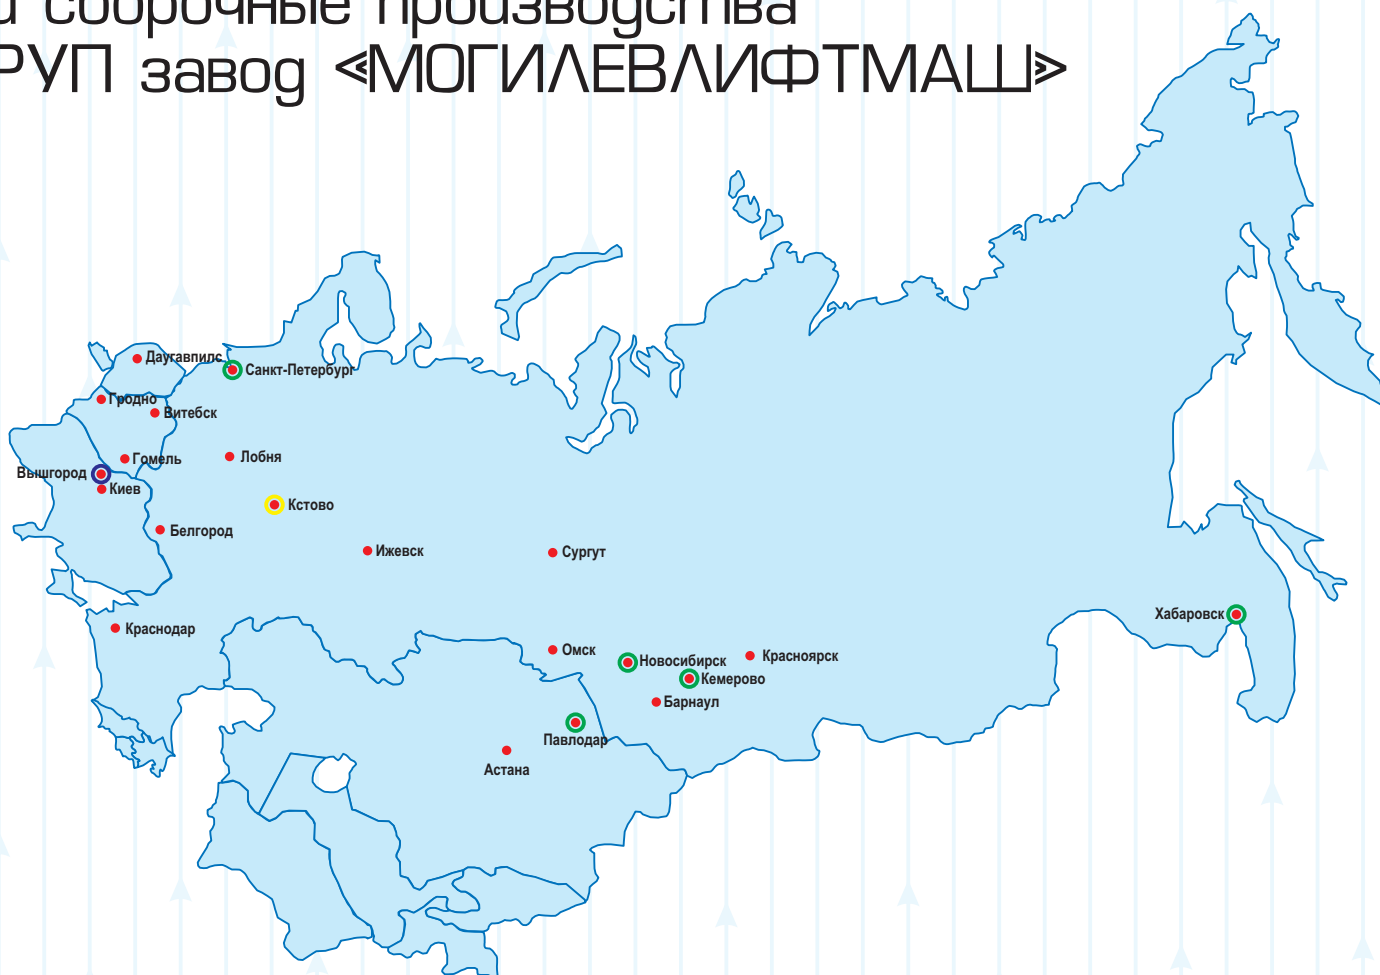 и сборочные производства
РУП завод «МОГИЛЕВЛИФТМАШ»
Даугавпилс
Санкт-Петербург
Гродно
Витебск
Гомель
Лобня
Вышгород
Киев
Кстово
Белгород
Ижевск
Сургут
Хабаровск
Краснодар
Омск
Новосибирск
Красноярск
Кемерово
Барнаул
Павлодар
Астана